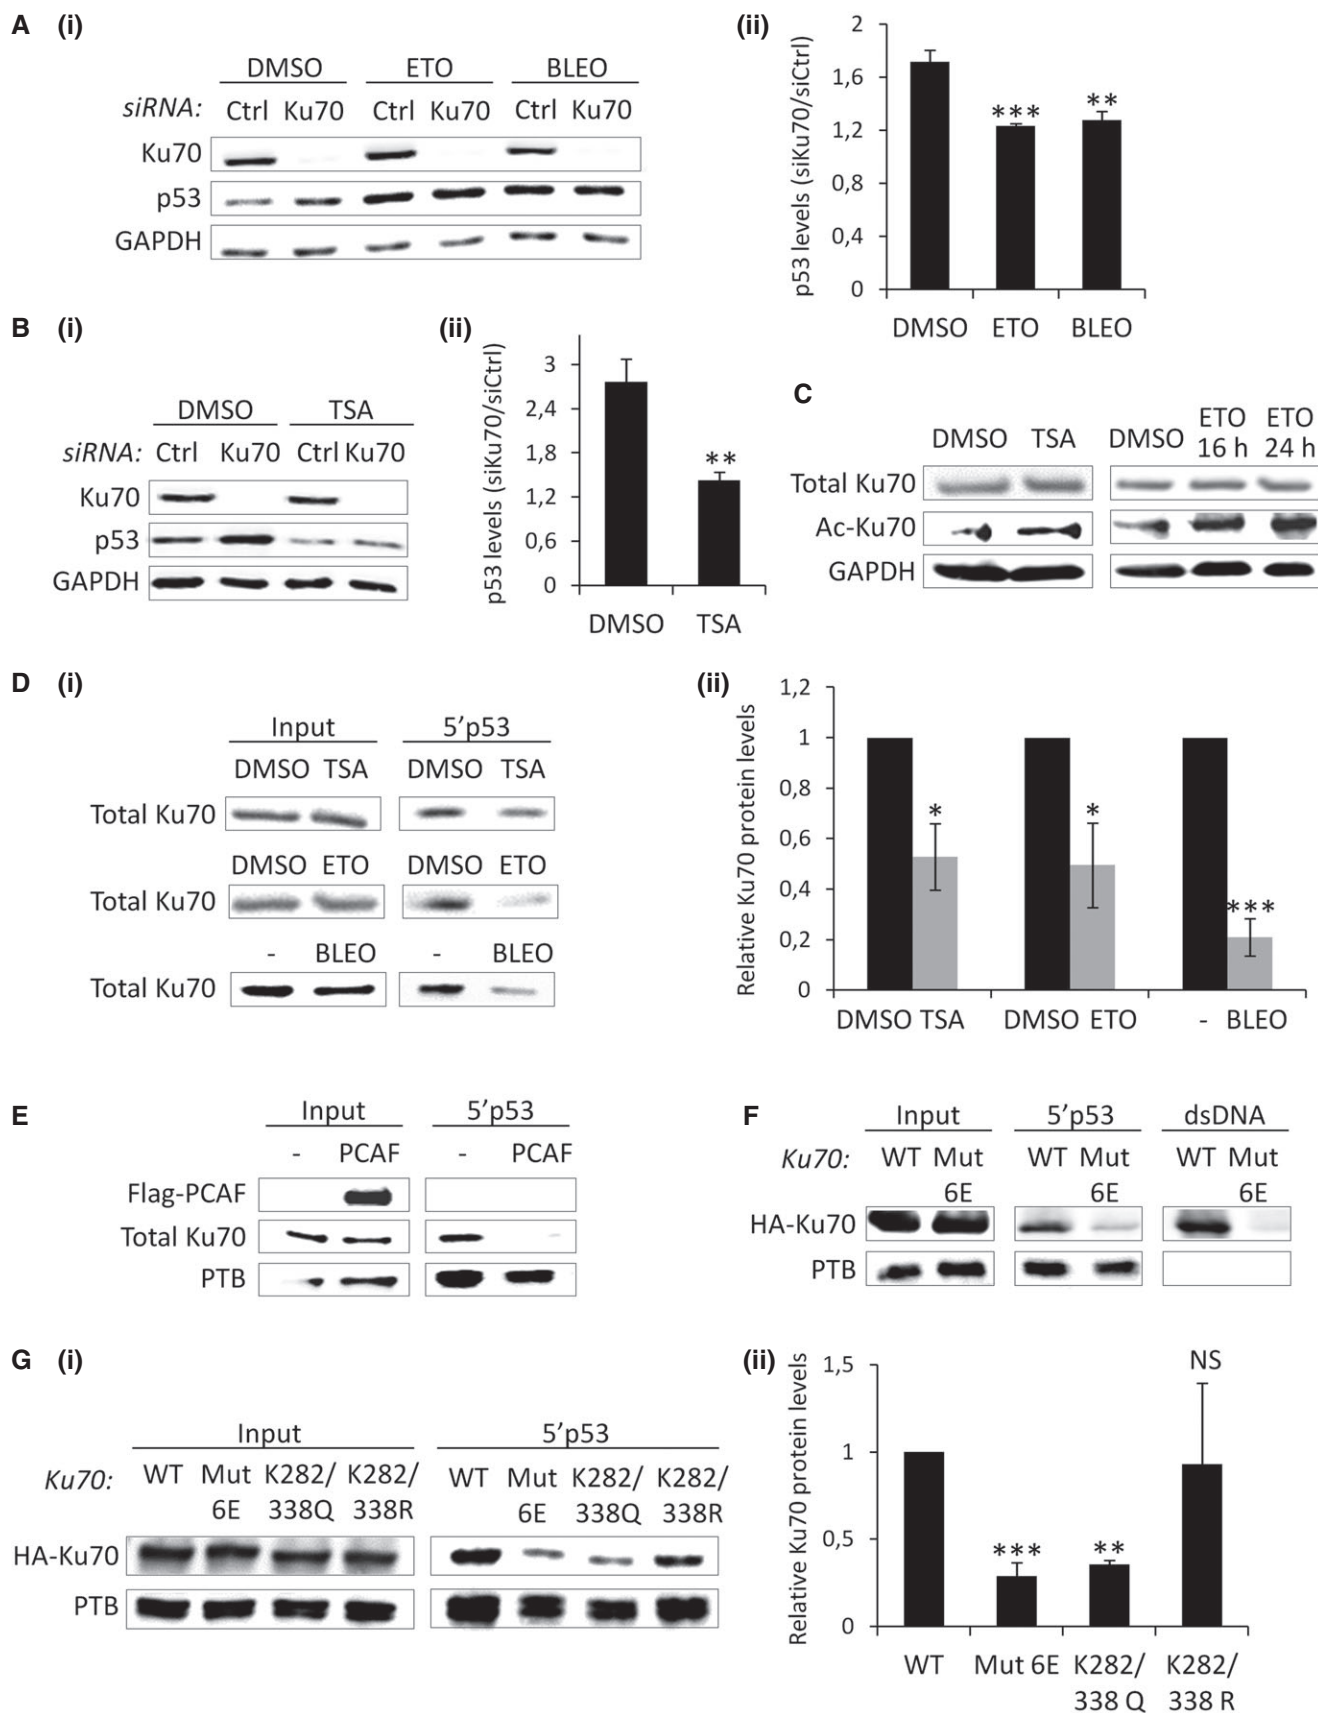 A (i)
DMSO ETO BLEO
siRNA: Ctrl Ku70 Ctrl Ku70 Ctrl Ku70
Ku70
p53
GAPDH
(ii)
p53 levels (siKu70/siCtrl)
2
1,6
1,2
0,8
0,4
0
*** **
DMSO ETO BLEO
B (i)
DMSO TSA
siRNA: Ctrl Ku70 Ctrl Ku70
Ku70
p53
GAPDH
(ii)
p53 levels (siKu70/siCtrl)
3
2,4
1,8
1,2
0,6
0
**
DMSO TSA
C
DMSO TSA DMSO ETO 16 h ETO 24 h
Total Ku70
Ac-Ku70
GAPDH
D (i)
Input 5’p53
DMSO TSA DMSO TSA
Total Ku70
DMSO ETO DMSO ETO
Total Ku70
- BLEO - BLEO
Total Ku70
(ii)
Relative Ku70 protein levels
1,2
1
0,8
0,6
0,4
0,2
0
* * ***
DMSO TSA DMSO ETO - BLEO
E
Input 5’p53
- PCAF - PCAF
Flag-PCAF
Total Ku70
PTB
F
Input 5’p53 dsDNA
Ku70: WT Mut WT Mut WT Mut
6E 6E 6E
HA-Ku70
PTB
G (i)
Input 5’p53
Ku70: WT Mut K282/ K282/ WT Mut K282/ K282/
6E 338Q 338R 6E 338Q 338R
HA-Ku70
PTB
(ii)
Relative Ku70 protein levels
1,5
1
0,5
0
*** ** NS
WT Mut 6E K282/ K282/
338 Q 338 R